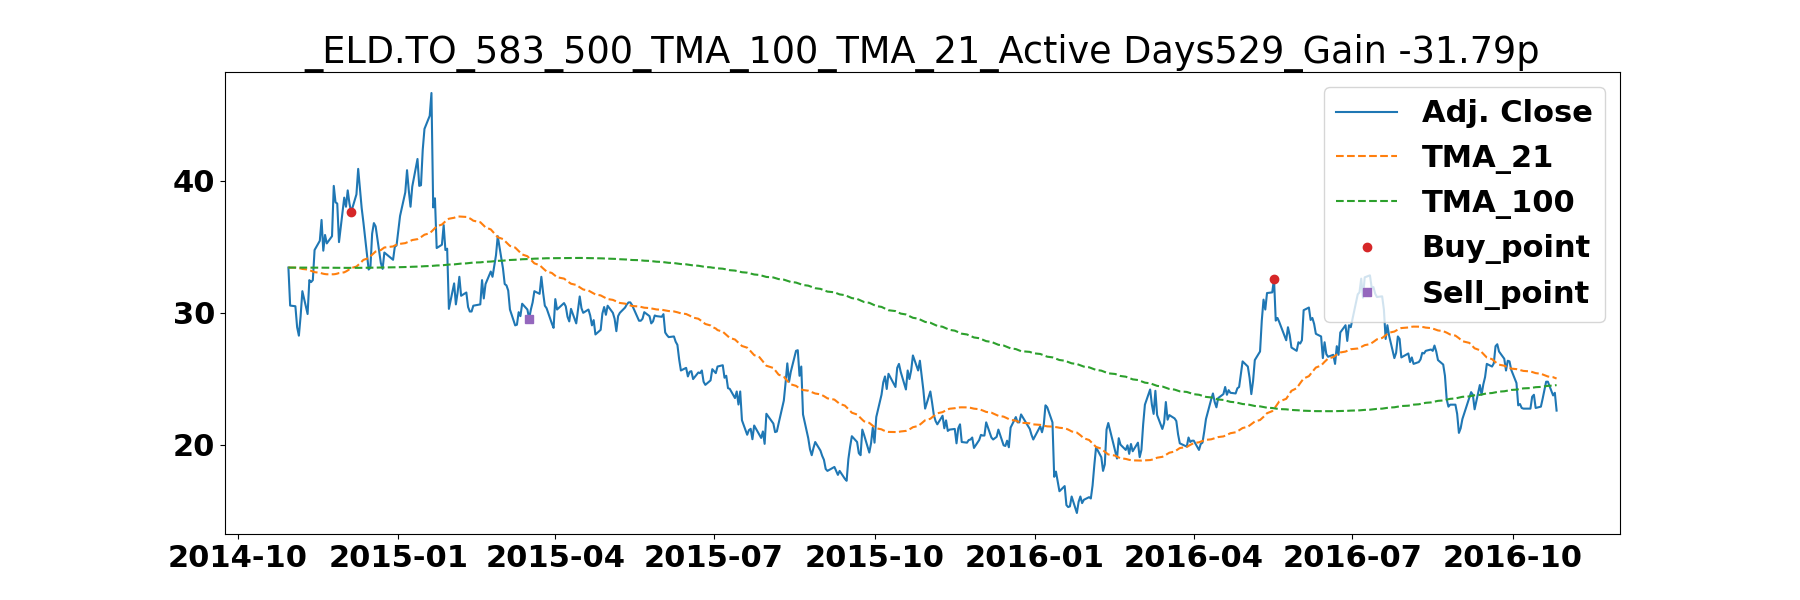 _ELD.TO_583_500_TMA_100_TMA_21_Active Days529_Gain -31.79p
Adj. Close
TMA_21
TMA_100
Buy_point
Sell_point
40
30
20
2014-10 2015-01 2015-04 2015-07 2015-10 2016-01 2016-04 2016-07 2016-10